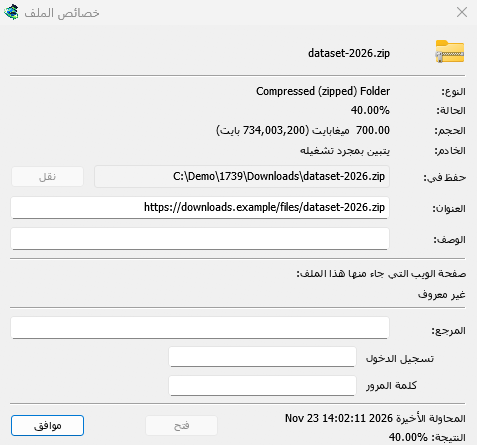 خصائص الملف
dataset-2026.zip
النوع: Compressed (zipped) Folder
الحالة: 40.00%
الحجم: 700.00 ميغابايت (734,003,200 بايت)
الخادم: يتبين بمجرد تشغيله
حفظ في: C:\Demo\1739\Downloads\dataset-2026.zip نقل
العنوان: https://downloads.example/files/dataset-2026.zip
الوصف:
صفحة الويب التي جاء منها هذا الملف:
غير معروف
المرجع:
تسجيل الدخول
كلمة المرور
المحاولة الأخيرة Nov 23 14:02:11 2026
النتيجة: 40.00%
فتح موافق